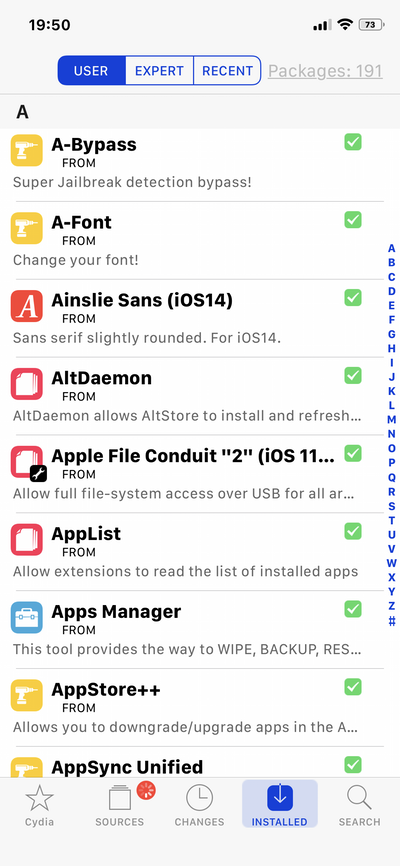 19:50
73
USER
EXPERT
RECENT
Packages: 191
A
A-Bypass
FROM
Super Jailbreak detection bypass!
A-Font
FROM
Change your font!
A
Ainslie Sans (iOS14)
FROM
Sans serif slightly rounded. For iOS14.
AltDaemon
FROM
AltDaemon allows AltStore to install and refresh...
Apple File Conduit "2" (iOS 11...
FROM
Allow full file-system access over USB for all ar...
AppList
FROM
Allow extensions to read the list of installed apps
Apps Manager
FROM
This tool provides the way to WIPE, BACKUP, RES...
AppStore++
FROM
Allows you to downgrade/upgrade apps in the A...
AppSync Unified
A
B
C
D
E
F
G
H
I
J
K
L
M
N
O
P
Q
R
S
T
U
V
W
X
Y
Z
#
Cydia
SOURCES
CHANGES
INSTALLED
SEARCH